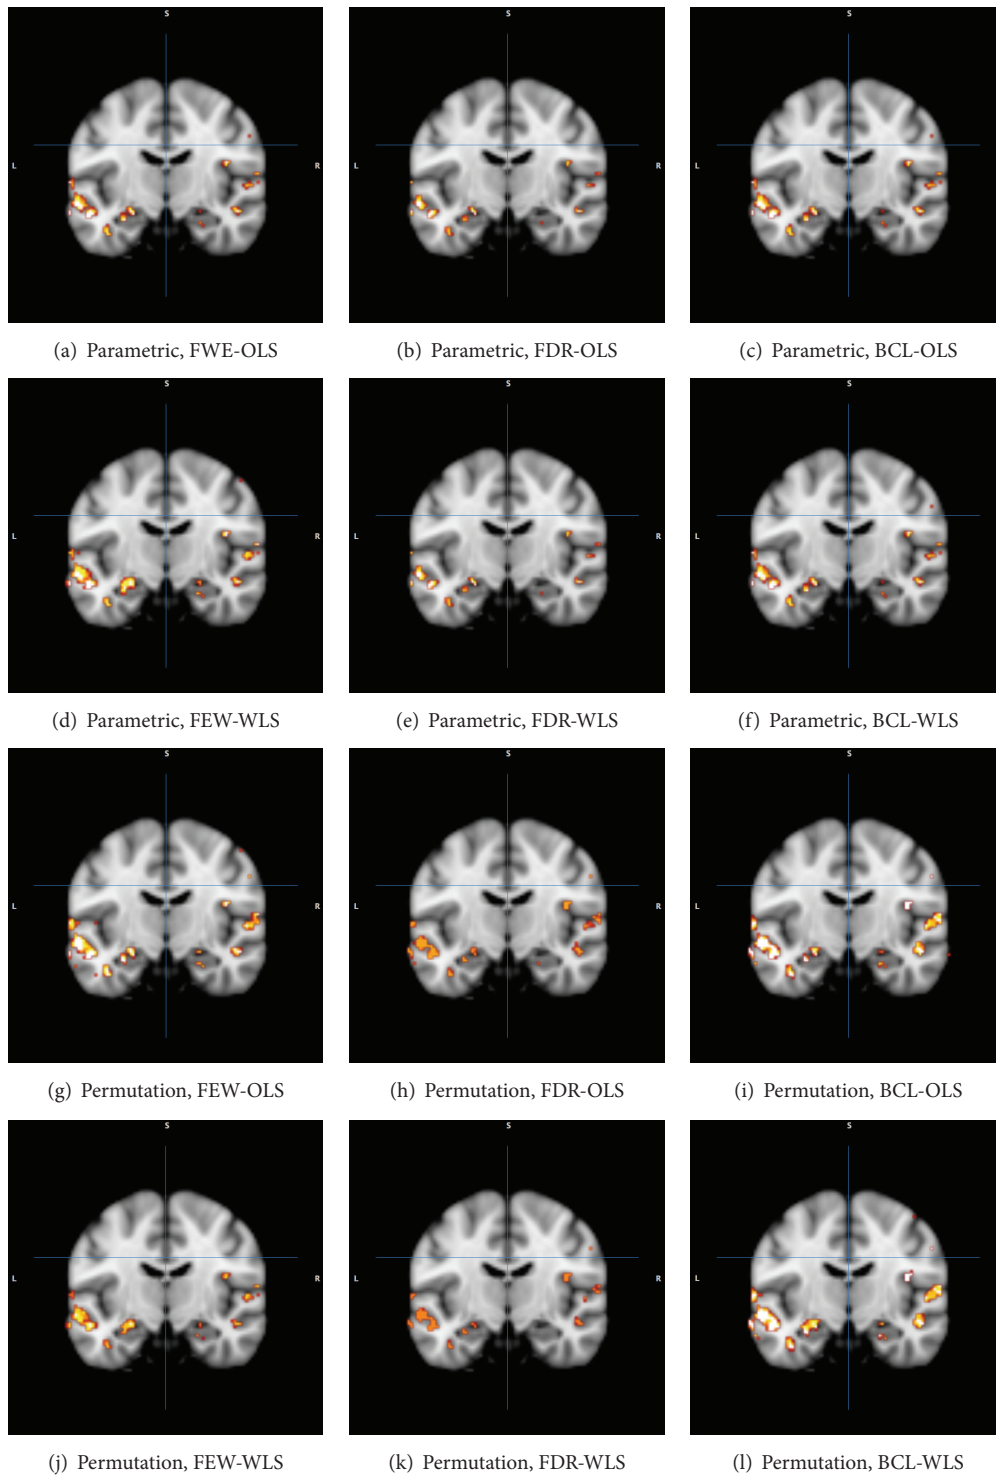 S S S
L R L R L R
(a) Parametric, FWE-OLS
(b) Parametric, FDR-OLS
(c) Parametric, BCL-OLS
S S S
L R L R L R
(d) Parametric, FEW-WLS
(e) Parametric, FDR-WLS
(f) Parametric, BCL-WLS
S S S
L R L R L R
(g) Permutation, FEW-OLS
(h) Permutation, FDR-OLS
(i) Permutation, BCL-OLS
S S S
L R L R L R
(j) Permutation, FEW-WLS
(k) Permutation, FDR-WLS
(l) Permutation, BCL-WLS